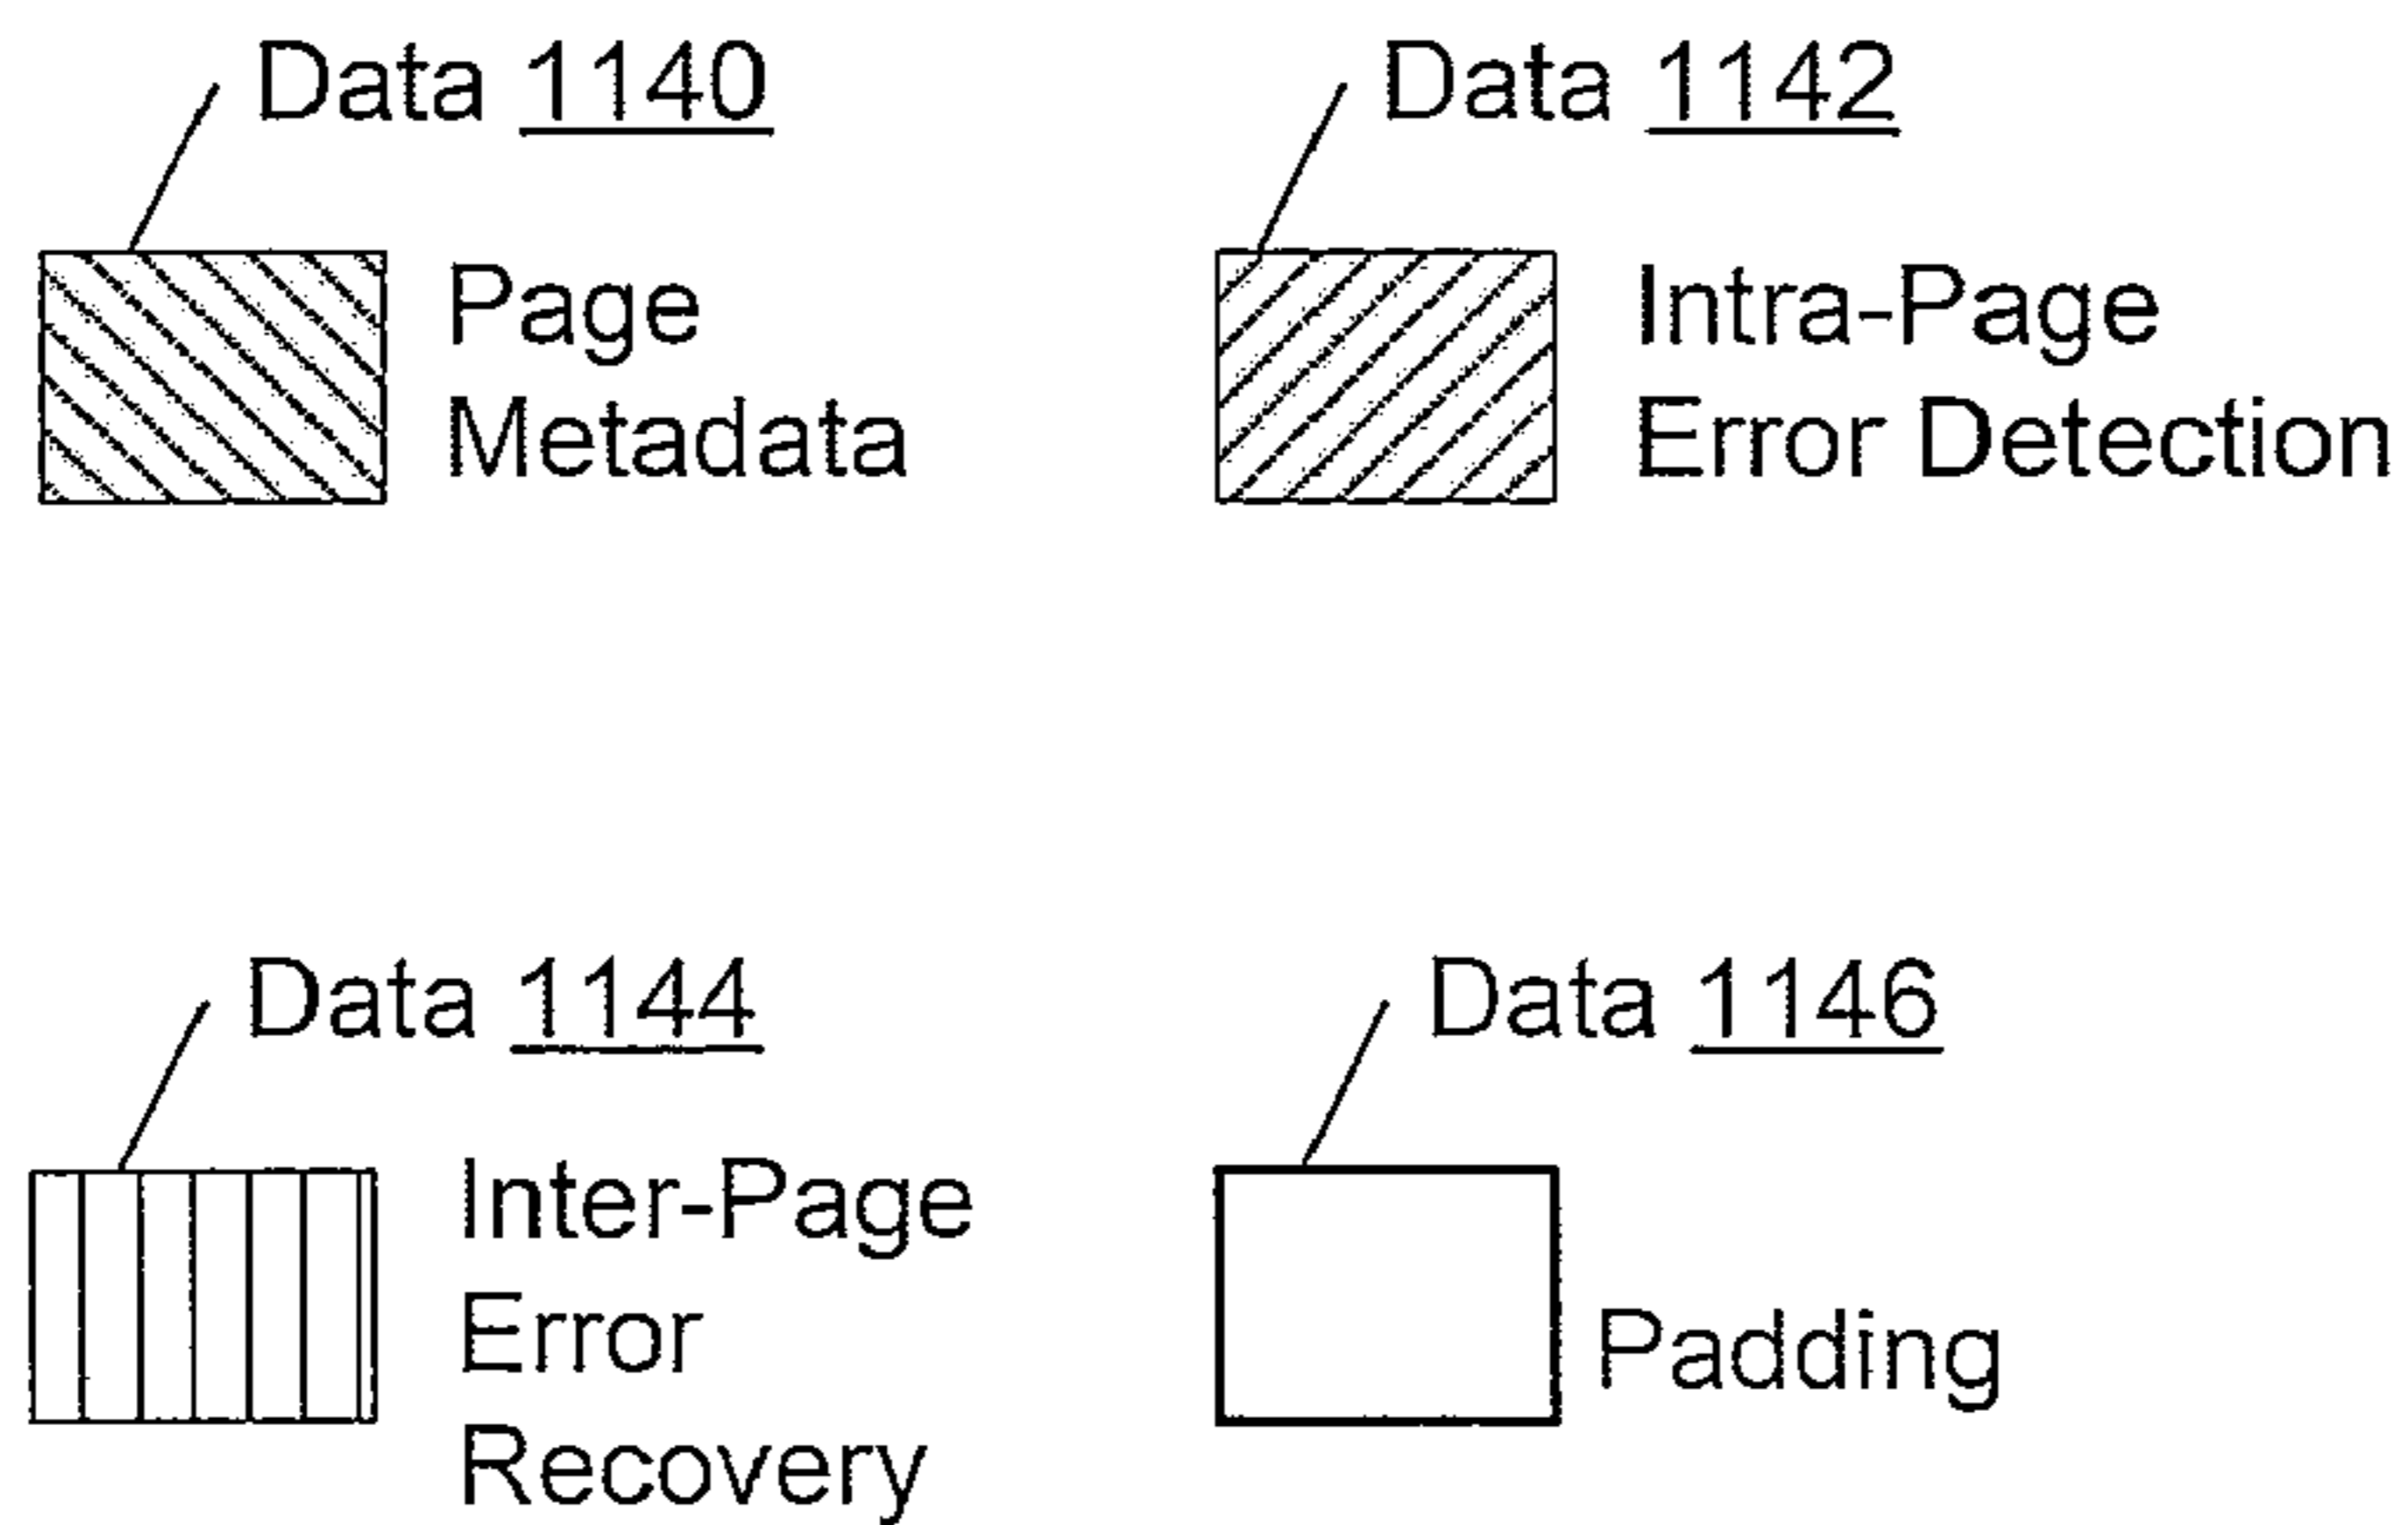 Data 1140
Page
Metadata
Data 1142
Intra-Page
Error Detection
Data 1144
Inter-Page
Error
Recovery
Data 1146
Padding